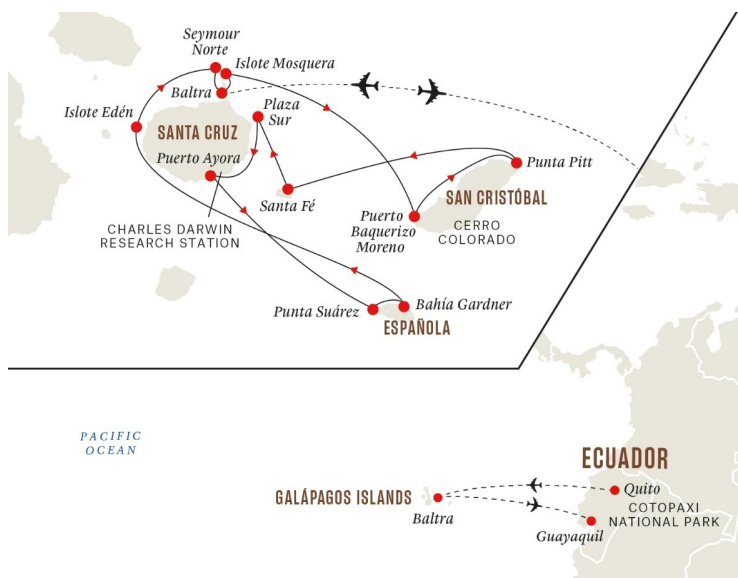 Seymour
Norte
Islote Mosquera
Baltra
Islote Edén
Plaza
Sur
SANTA CRUZ
Puerto Ayora
Punta Pitt
Santa Fé
SAN CRISTÓBAL
Puerto
Baquerizo
Moreno
CERRO
COLORADO
CHARLES DARWIN
RESEARCH STATION
Punta Suárez
Bahía Gardner
ESPAÑOLA
PACIFIC
OCEAN
ECUADOR
GALÁPAGOS ISLANDS
Baltra
Quito
COTOPAXI
NATIONAL PARK
Guayaquil